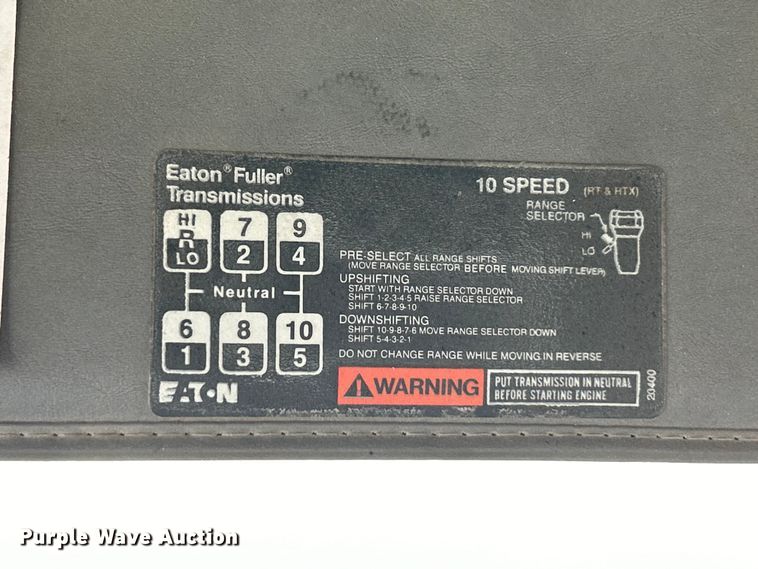 Eaton® Fuller®
Transmissions
10 SPEED (RT & RTX)
RANGE
SELECTOR
HI
LO
HI R LO
7 2
9 4
Neutral
6 1
8 3
10 5
PRE-SELECT ALL RANGE SHIFTS
(MOVE RANGE SELECTOR BEFORE MOVING SHIFT LEVER)
UPSHIFTING
START WITH RANGE SELECTOR DOWN
SHIFT 1-2-3-4-5 RAISE RANGE SELECTOR
SHIFT 6-7-8-9-10
DOWNSHIFTING
SHIFT 10-9-8-7-6 MOVE RANGE SELECTOR DOWN
SHIFT 5-4-3-2-1
DO NOT CHANGE RANGE WHILE MOVING IN REVERSE
EATON
WARNING
PUT TRANSMISSION IN NEUTRAL
BEFORE STARTING ENGINE
20400
Purple Wave Auction